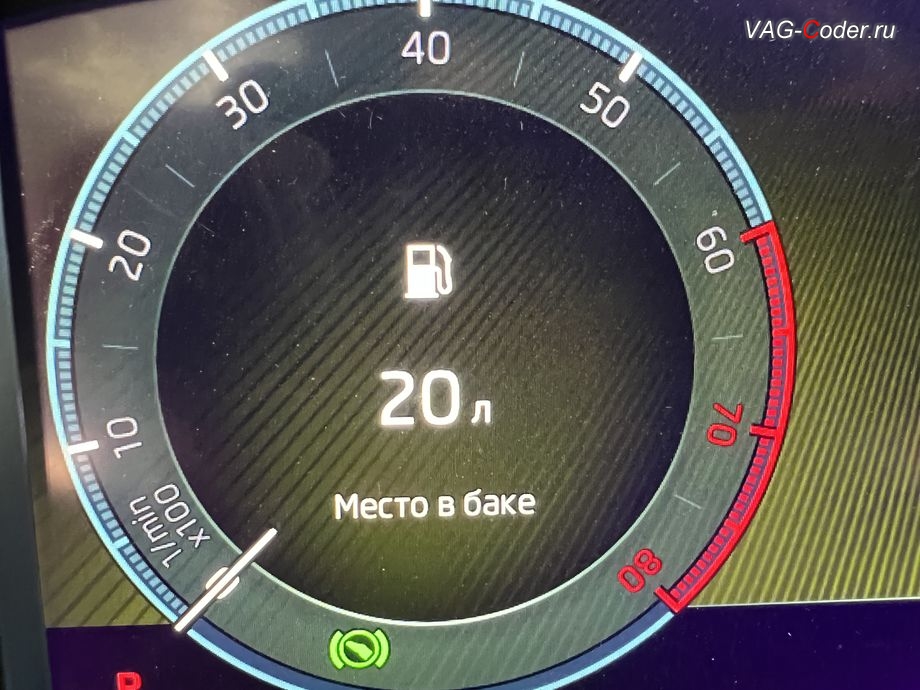 VAG-Coder.ru
40
30
50
20
60
10
70
1/min
x100
80
20 л
Место в баке
P